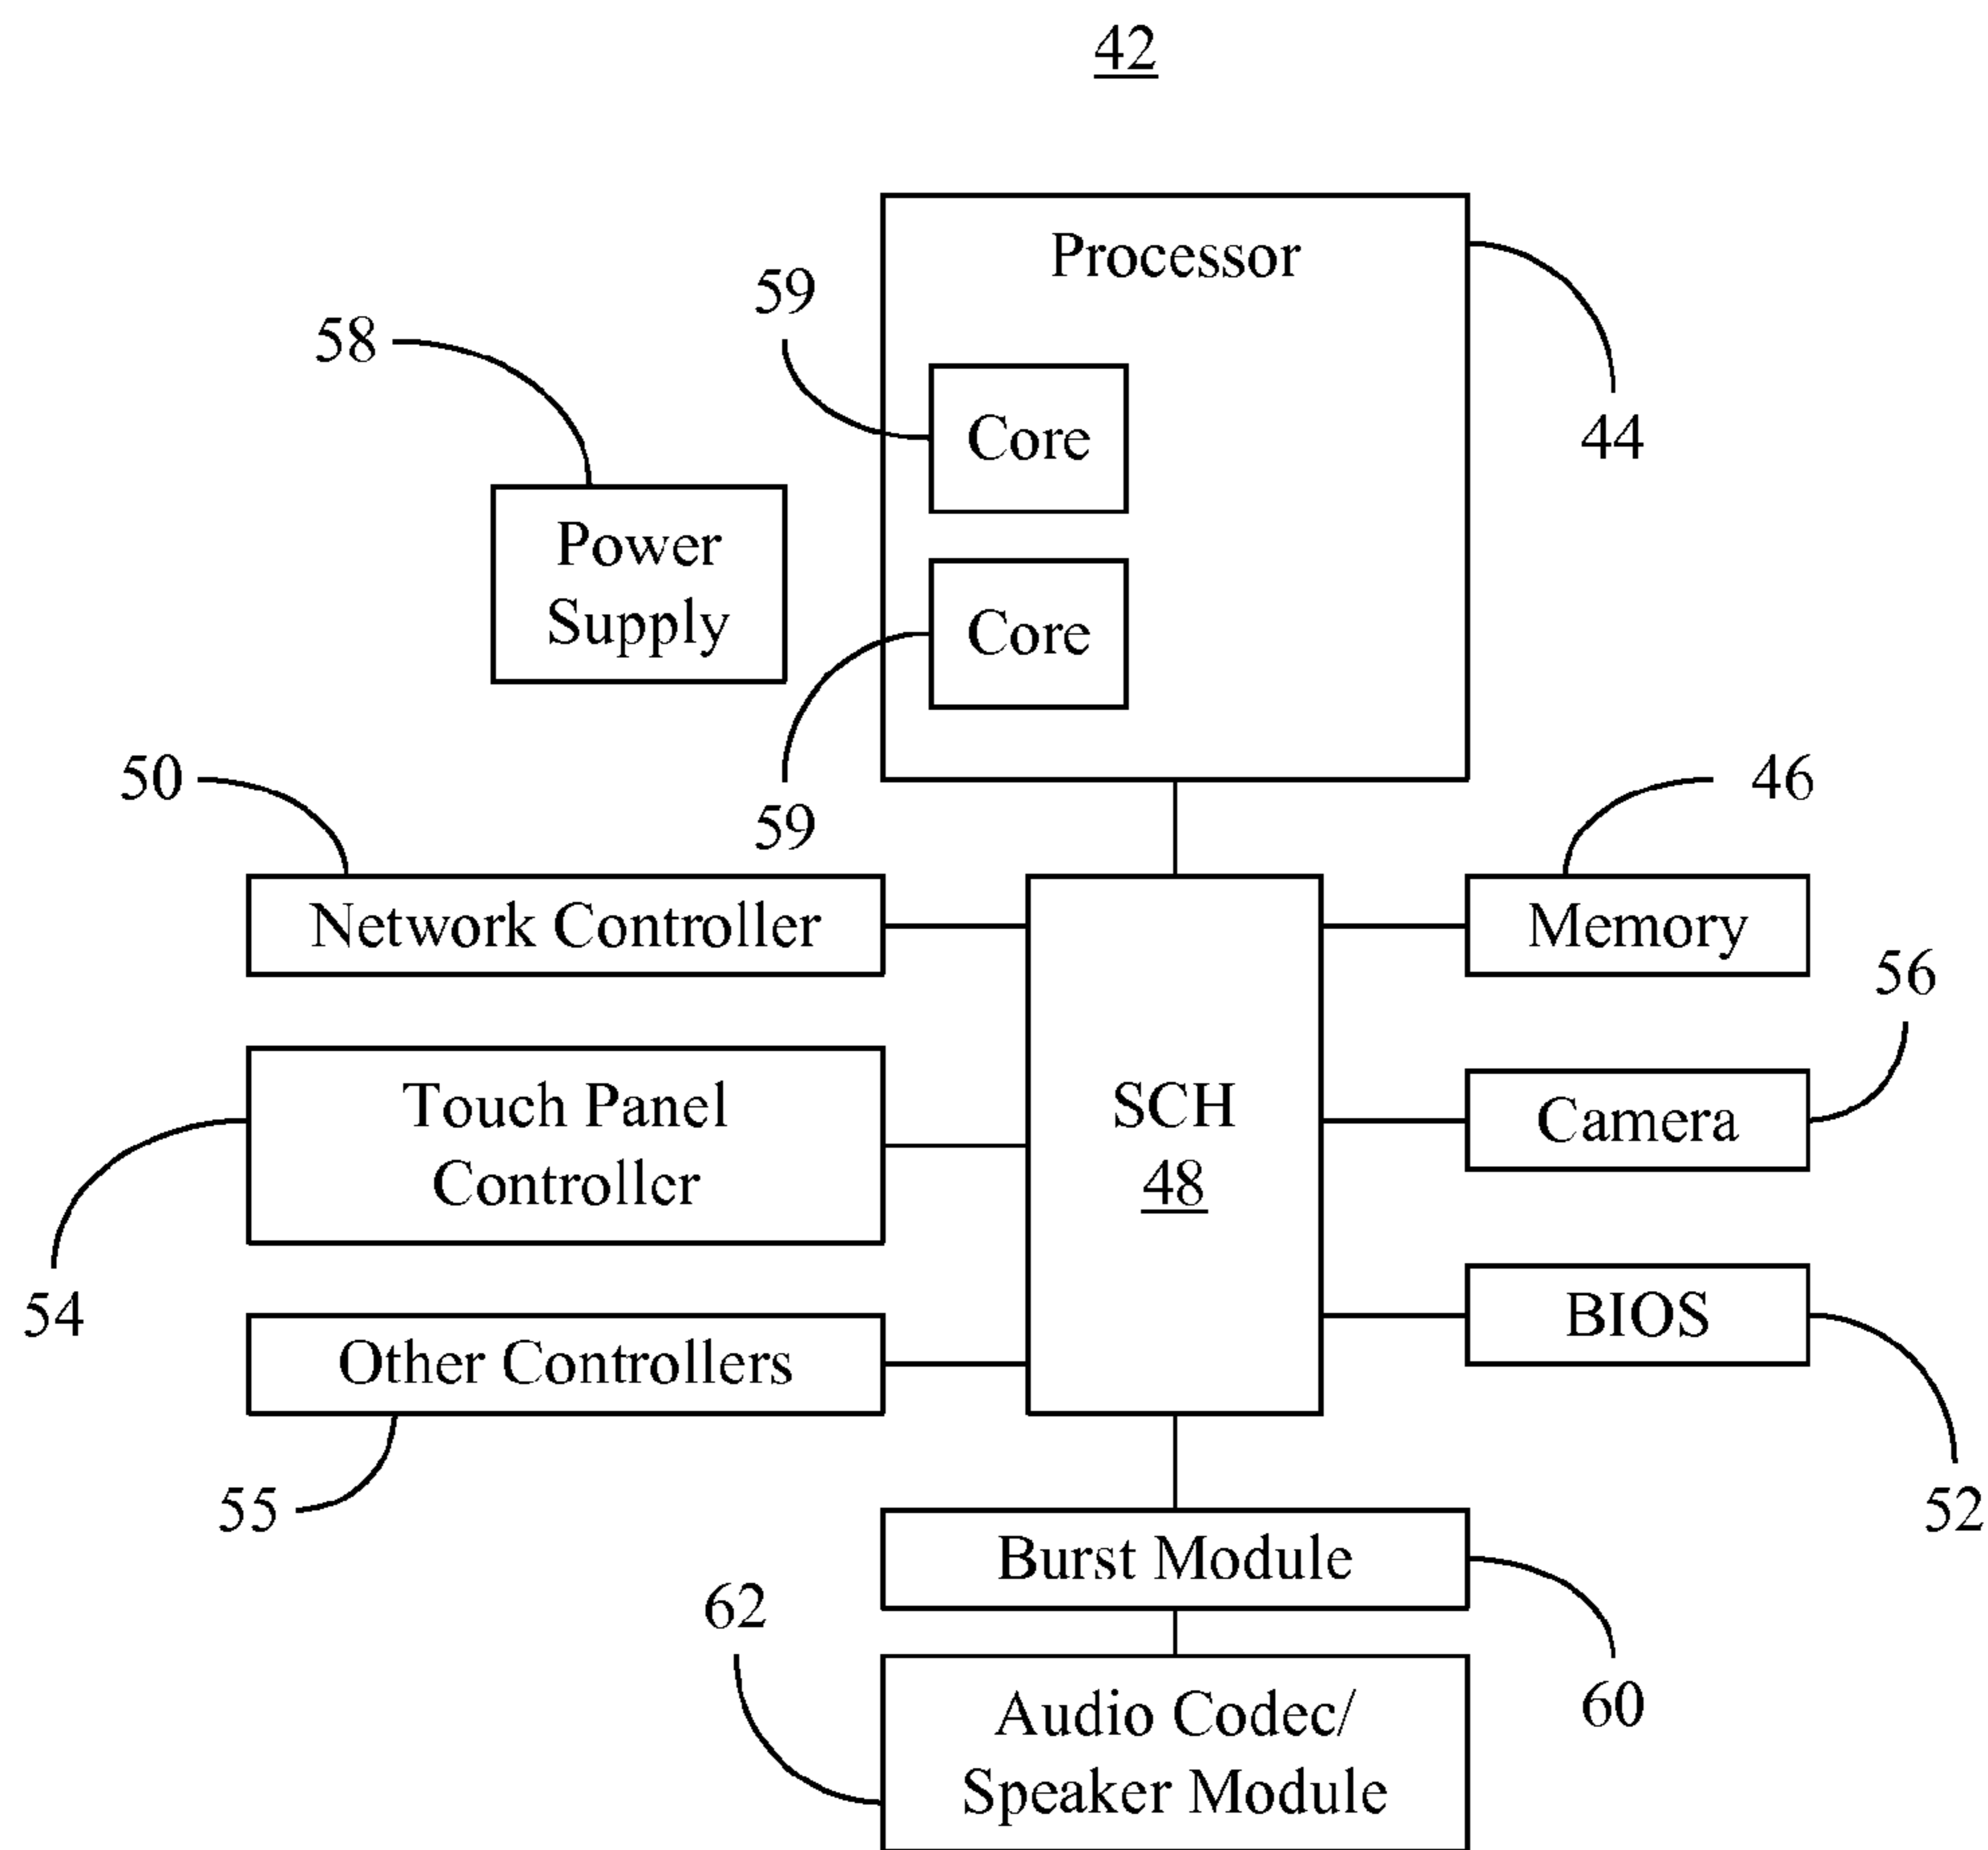 42
Processor
59
58
Core
44
Power
Supply
Core
50
59
46
Network Controller
Memory
56
Touch Panel
Controller
SCH
48
Camera
54
Other Controllers
BIOS
55
52
Burst Module
62
60
Audio Codec/
Speaker Module